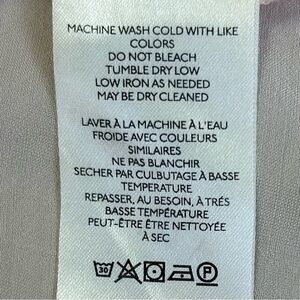 MACHINE WASH COLD WITH LIKE
COLORS
DO NOT BLEACH
TUMBLE DRY LOW
LOW IRON AS NEEDED
MAY BE DRY CLEANED
LAVER À LA MACHINE À L'EAU
FROIDE AVEC COULEURS
SIMILAIRES
NE PAS BLANCHIR
SECHER PAR CULBUTAGE À BASSE
TEMPERATURE
REPASSER, AU BESOIN, À TRÉS
BASSE TEMPÉRATURE
PEUT-ÊTRE ÊTRE NETTOYÉE
À SEC
30 P